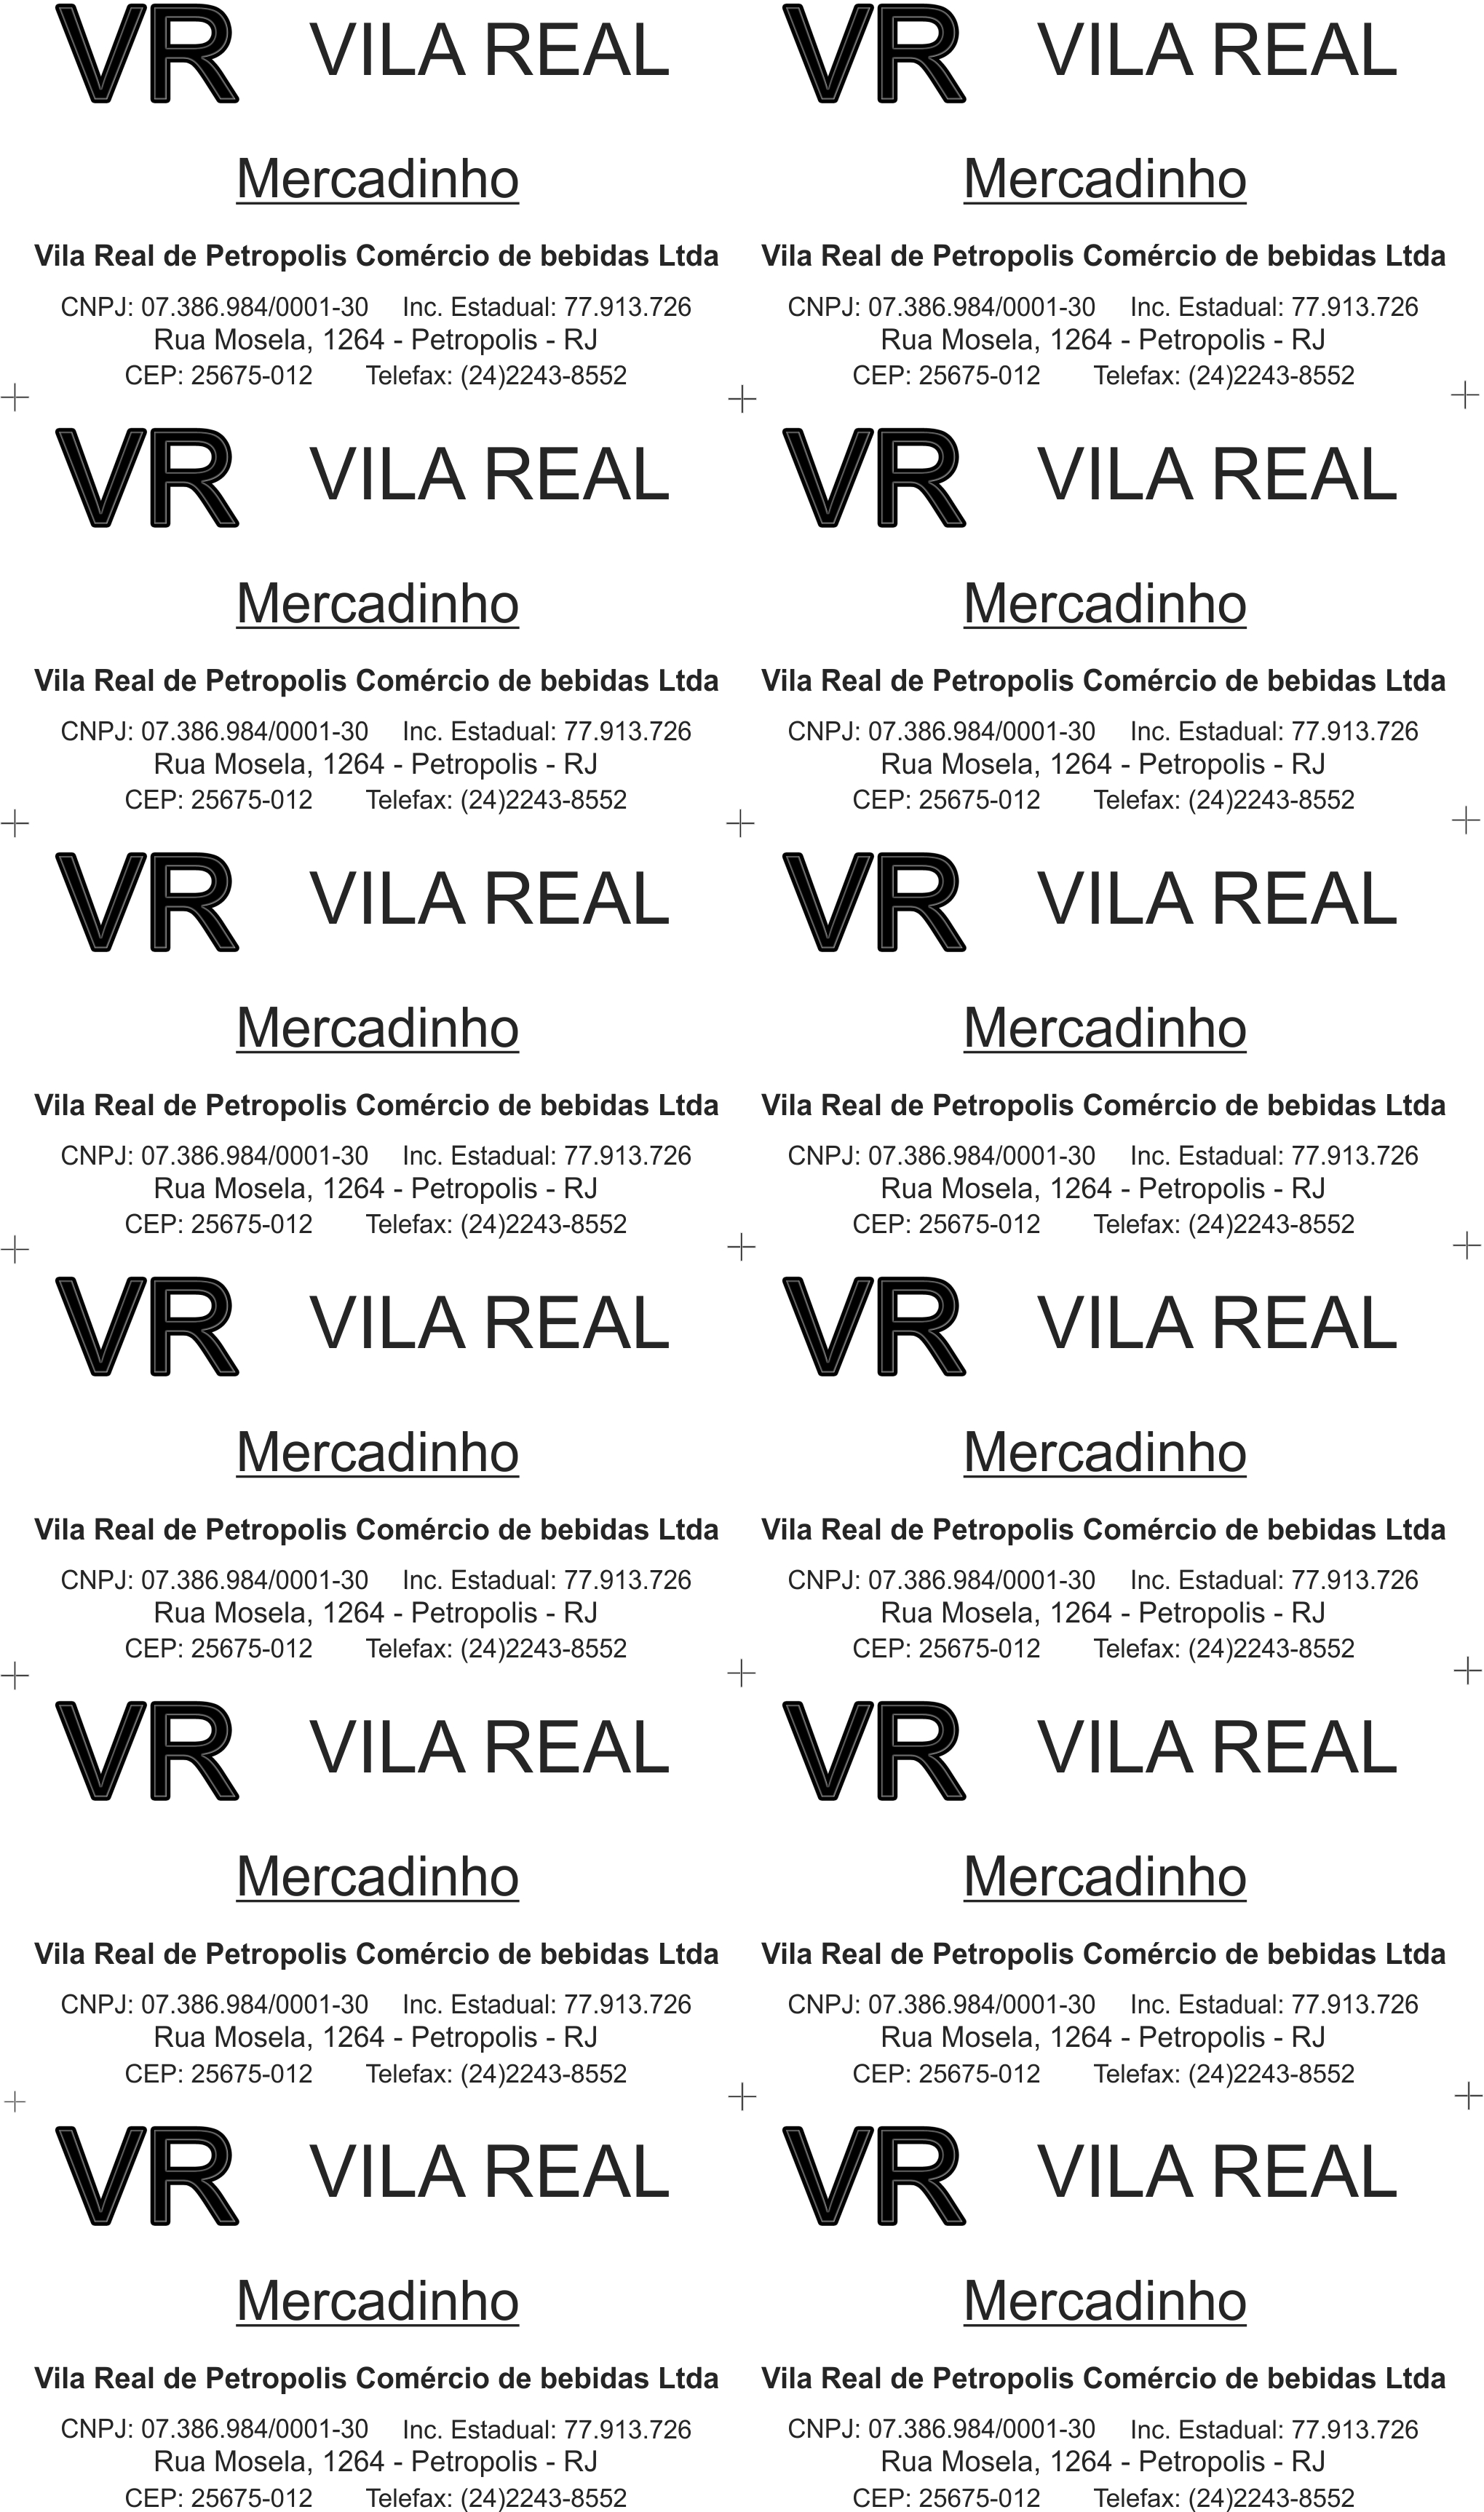 VR VILA REAL VR VILA REAL
Mercadinho Mercadinho
Vila Real de Petropolis Comércio de bebidas Ltda Vila Real de Petropolis Comércio de bebidas Ltda
CNPJ: 07.386.984/0001-30 Inc. Estadual: 77.913.726 CNPJ: 07.386.984/0001-30 Inc. Estadual: 77.913.726
Rua Mosela, 1264 - Petropolis - RJ Rua Mosela, 1264 - Petropolis - RJ
CEP: 25675-012 Telefax: (24)2243-8552 CEP: 25675-012 Telefax: (24)2243-8552
VR VILA REAL VR VILA REAL
Mercadinho Mercadinho
Vila Real de Petropolis Comércio de bebidas Ltda Vila Real de Petropolis Comércio de bebidas Ltda
CNPJ: 07.386.984/0001-30 Inc. Estadual: 77.913.726 CNPJ: 07.386.984/0001-30 Inc. Estadual: 77.913.726
Rua Mosela, 1264 - Petropolis - RJ Rua Mosela, 1264 - Petropolis - RJ
CEP: 25675-012 Telefax: (24)2243-8552 CEP: 25675-012 Telefax: (24)2243-8552
VR VILA REAL VR VILA REAL
Mercadinho Mercadinho
Vila Real de Petropolis Comércio de bebidas Ltda Vila Real de Petropolis Comércio de bebidas Ltda
CNPJ: 07.386.984/0001-30 Inc. Estadual: 77.913.726 CNPJ: 07.386.984/0001-30 Inc. Estadual: 77.913.726
Rua Mosela, 1264 - Petropolis - RJ Rua Mosela, 1264 - Petropolis - RJ
CEP: 25675-012 Telefax: (24)2243-8552 CEP: 25675-012 Telefax: (24)2243-8552
VR VILA REAL VR VILA REAL
Mercadinho Mercadinho
Vila Real de Petropolis Comércio de bebidas Ltda Vila Real de Petropolis Comércio de bebidas Ltda
CNPJ: 07.386.984/0001-30 Inc. Estadual: 77.913.726 CNPJ: 07.386.984/0001-30 Inc. Estadual: 77.913.726
Rua Mosela, 1264 - Petropolis - RJ Rua Mosela, 1264 - Petropolis - RJ
CEP: 25675-012 Telefax: (24)2243-8552 CEP: 25675-012 Telefax: (24)2243-8552
VR VILA REAL VR VILA REAL
Mercadinho Mercadinho
Vila Real de Petropolis Comércio de bebidas Ltda Vila Real de Petropolis Comércio de bebidas Ltda
CNPJ: 07.386.984/0001-30 Inc. Estadual: 77.913.726 CNPJ: 07.386.984/0001-30 Inc. Estadual: 77.913.726
Rua Mosela, 1264 - Petropolis - RJ Rua Mosela, 1264 - Petropolis - RJ
CEP: 25675-012 Telefax: (24)2243-8552 CEP: 25675-012 Telefax: (24)2243-8552
VR VILA REAL VR VILA REAL
Mercadinho Mercadinho
Vila Real de Petropolis Comércio de bebidas Ltda Vila Real de Petropolis Comércio de bebidas Ltda
CNPJ: 07.386.984/0001-30 Inc. Estadual: 77.913.726 CNPJ: 07.386.984/0001-30 Inc. Estadual: 77.913.726
Rua Mosela, 1264 - Petropolis - RJ Rua Mosela, 1264 - Petropolis - RJ
CEP: 25675-012 Telefax: (24)2243-8552 CEP: 25675-012 Telefax: (24)2243-8552